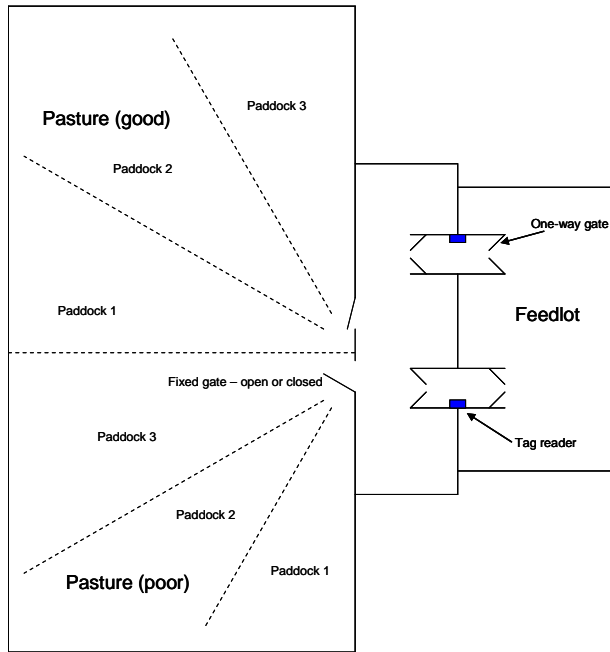 Paddock 3
Pasture (good)
Paddock 2
One-way gate
Paddock 1
Feedlot
Fixed gate – open or closed
Paddock 3
Tag reader
Paddock 2
Paddock 1
Pasture (poor)